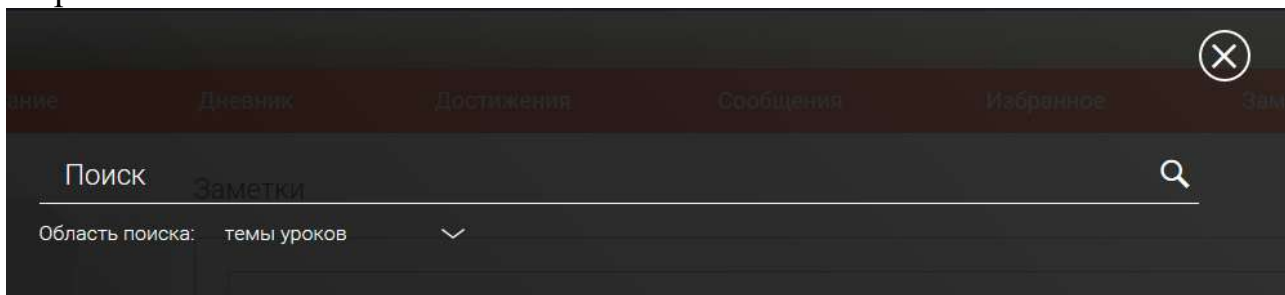 ание Дневник Достижения Сообщения Избранное Зам
Поиск
Заметки
Область поиска: темы уроков